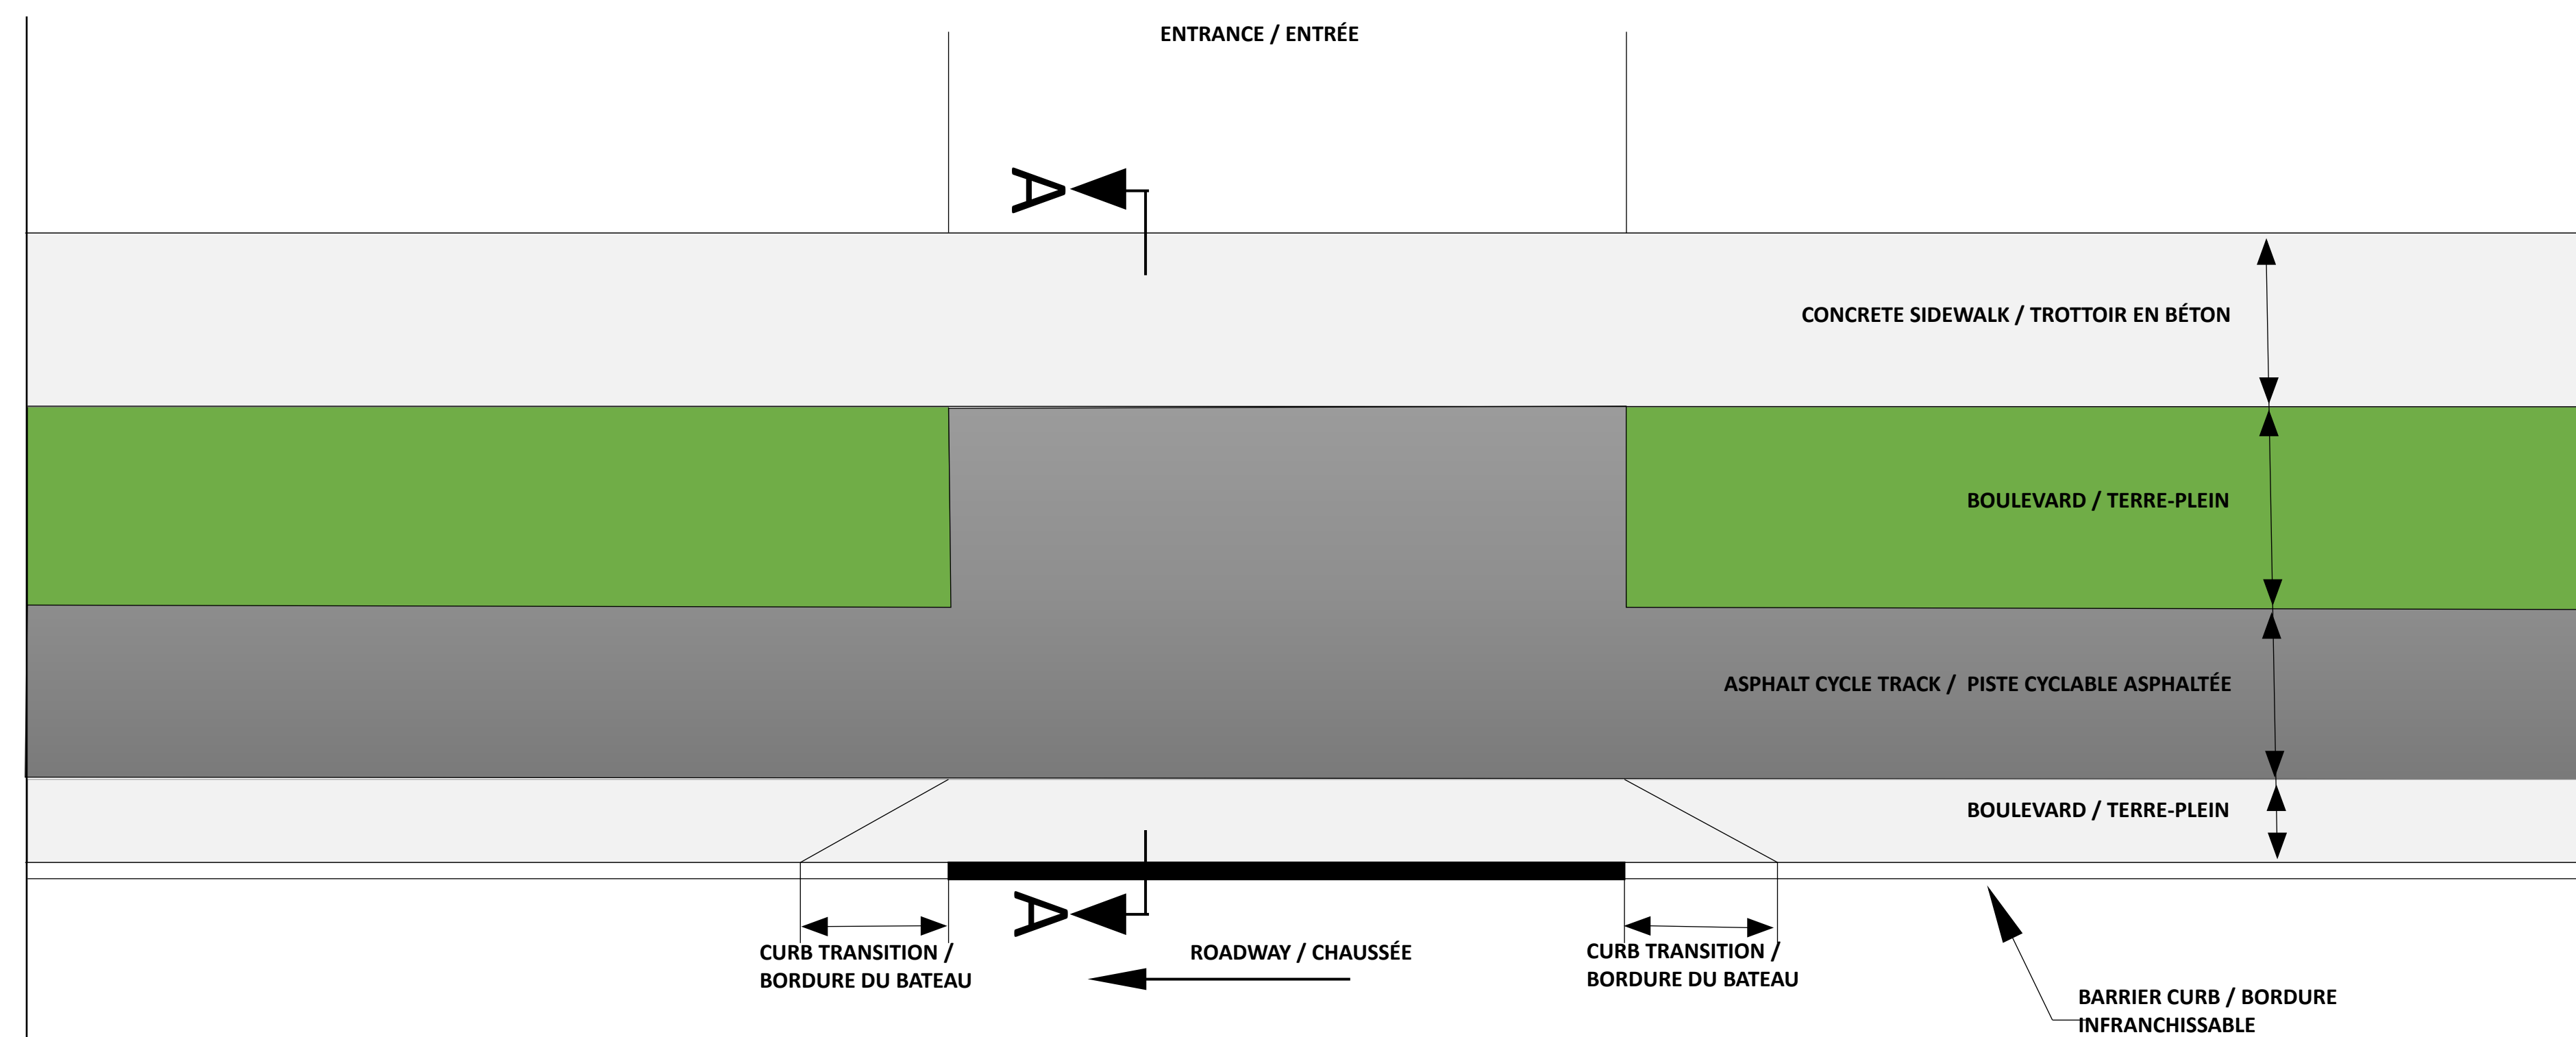 ENTRANCE / ENTRÉE
A
CONCRETE SIDEWALK / TROTTOIR EN BÉTON
BOULEVARD / TERRE-PLEIN
ASPHALT CYCLE TRACK / PISTE CYCLABLE ASPHALTÉE
BOULEVARD / TERRE-PLEIN
A
CURB TRANSITION /
BORDURE DU BATEAU
ROADWAY / CHAUSSÉE
CURB TRANSITION /
BORDURE DU BATEAU
BARRIER CURB / BORDURE
INFRANCHISSABLE